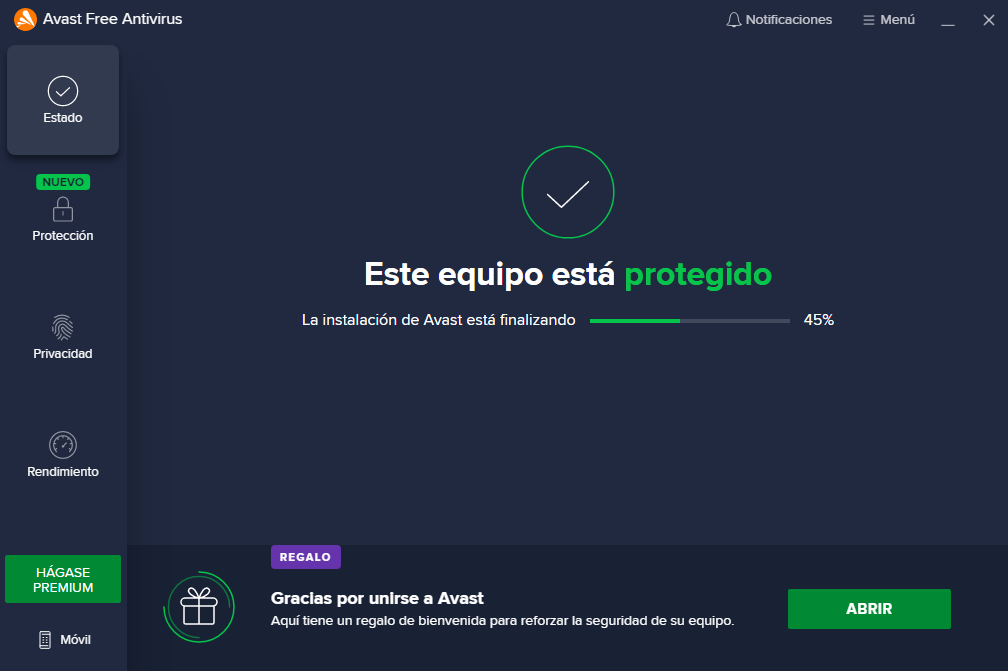 Avast Free Antivirus
Notificaciones
Menú
Estado
NUEVO
Protección
Privacidad
Rendimiento
HÁGASE
PREMIUM
Móvil
Este equipo está protegido
La instalación de Avast está finalizando 45%
REGALO
Gracias por unirse a Avast
Aquí tiene un regalo de bienvenida para reforzar la seguridad de su equipo.
ABRIR